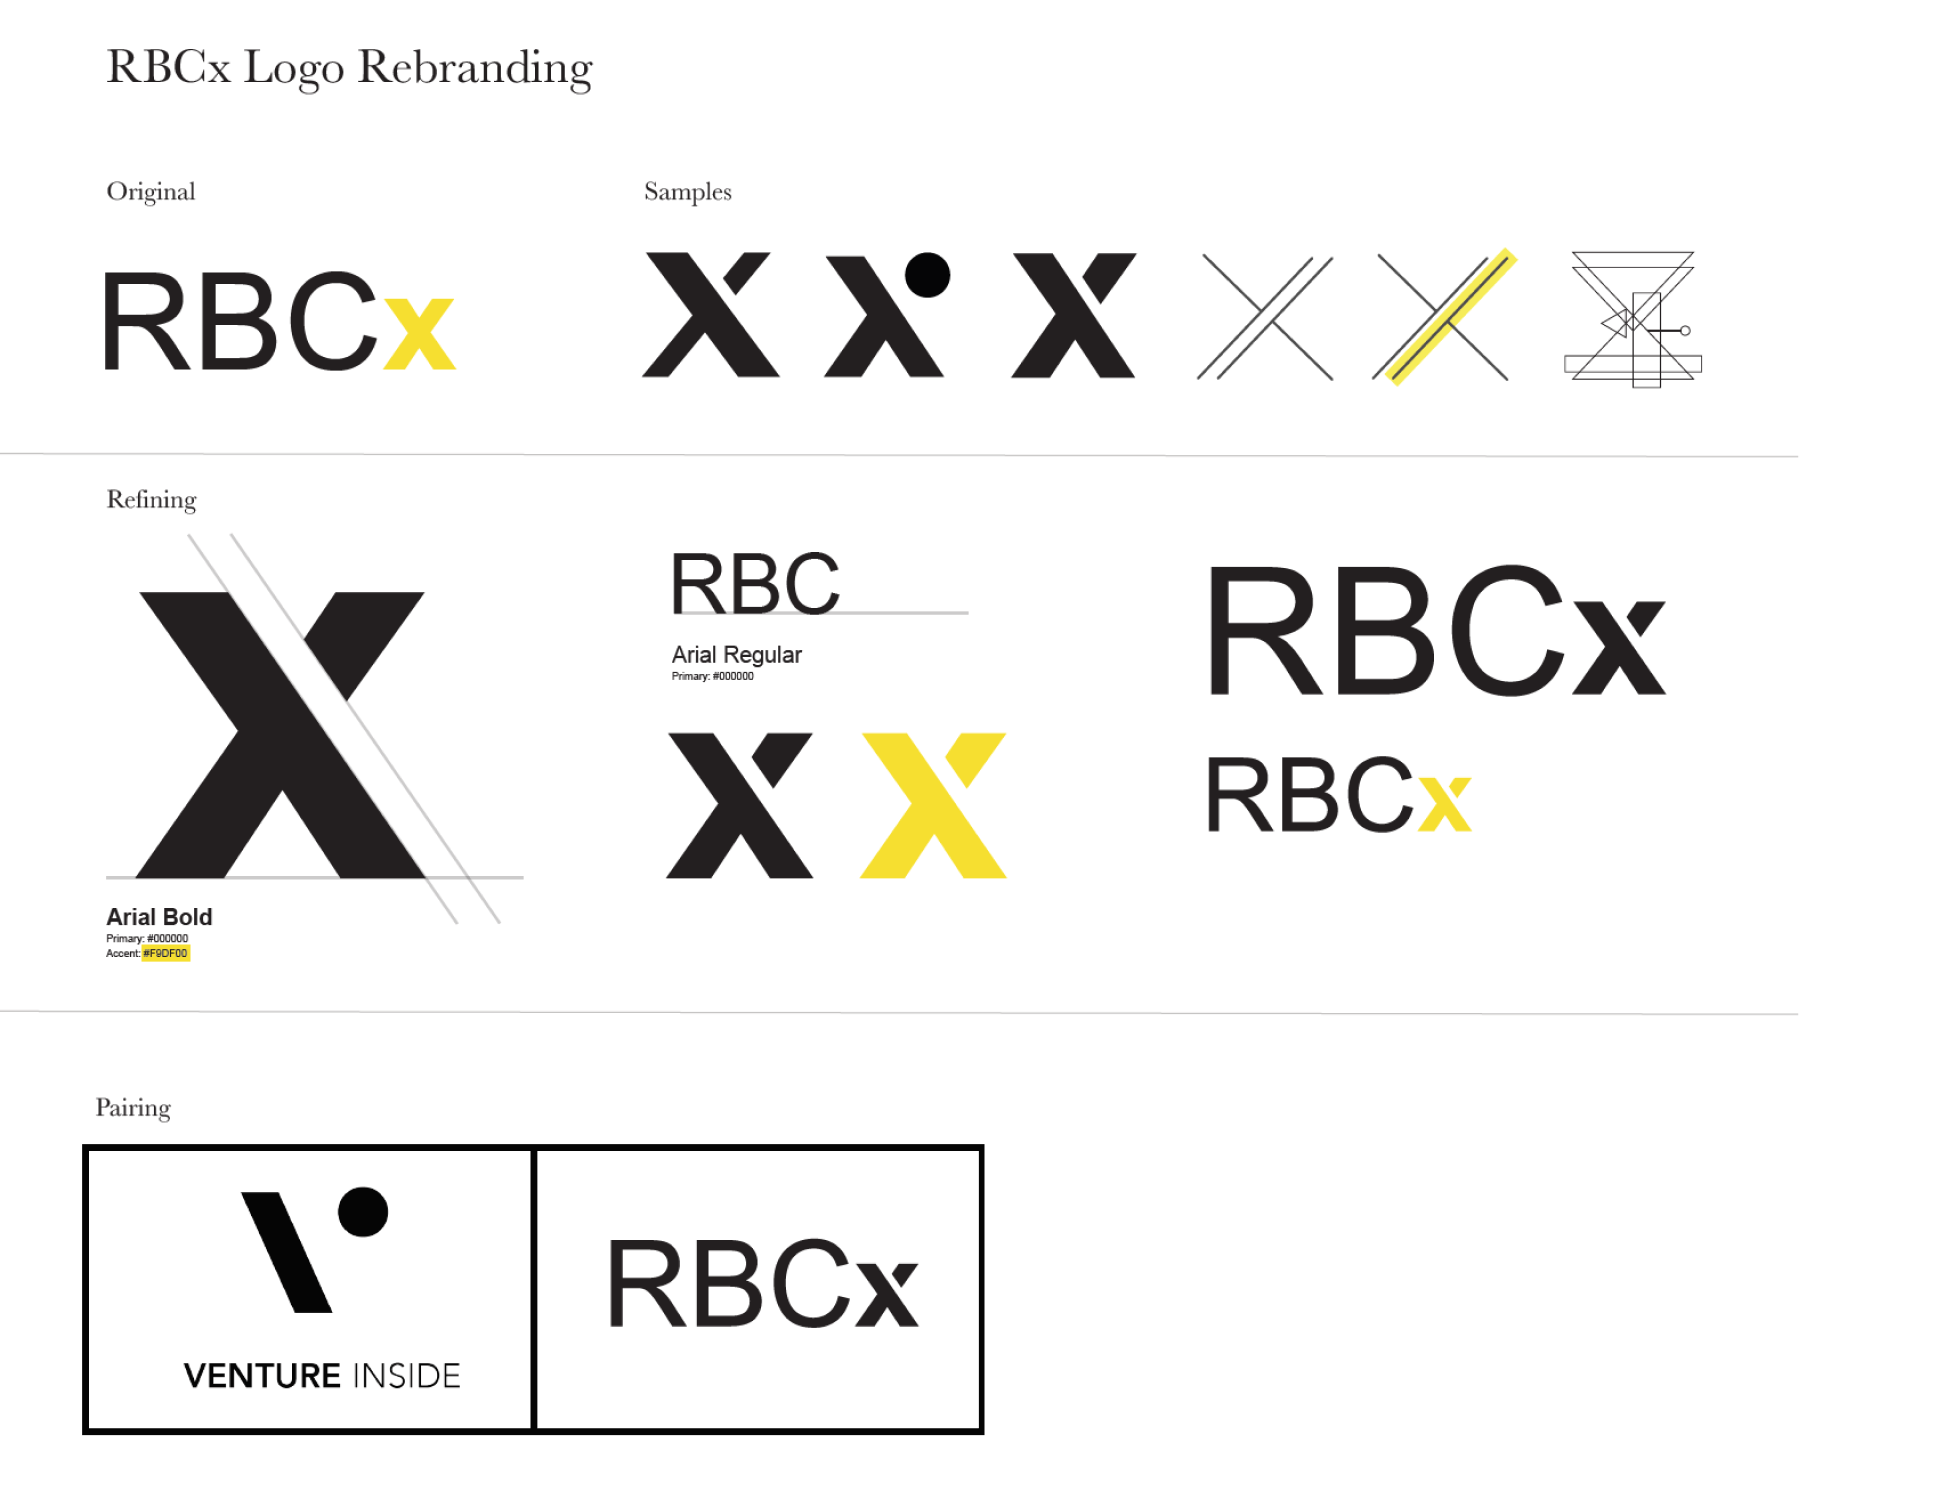 RBCx Logo Rebranding
Original
Samples
RBCx
X
X
X
Refining
X
RBC
Arial Regular
Primary: #000000
X X
RBCx
RBCx
Arial Bold
Primary: #000000
Accent: #F9DF00
Pairing
VENTURE INSIDE
RBCx